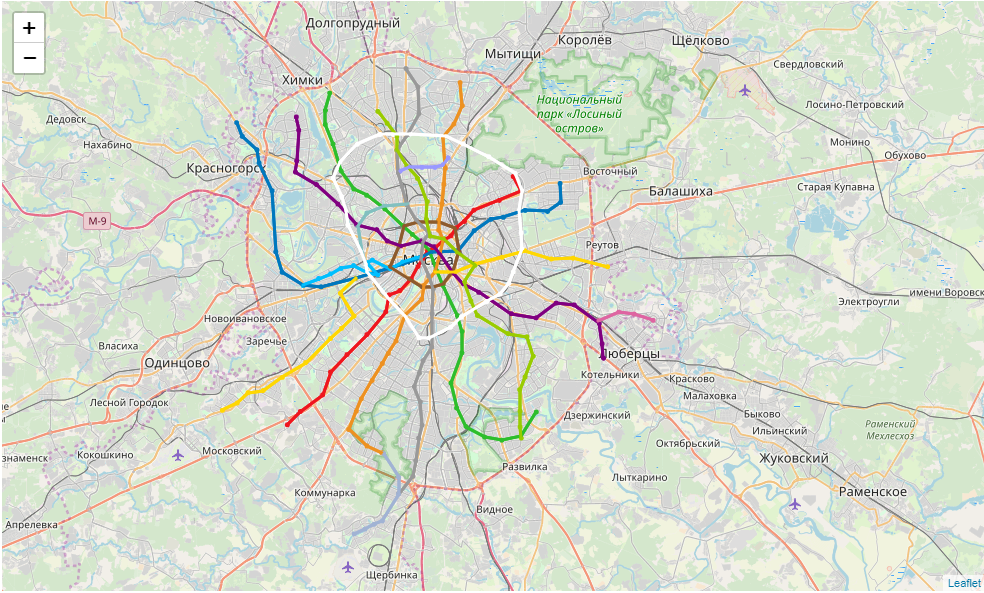 +
−
Долгопрудный
Мытищи
Королёв
Щёлково
Свердловский
Химки
Лосино-Петровский
Национальный
парк «Лосиный
остров»
Дедовск
Нахабино
Монино
Обухово
Красногорск
Восточный
Балашиха
Старая Купавна
М-9
Реутов
Москва
Электроугли
имени Воровск
Новоивановское
Власиха
Заречье
Одинцово
Люберцы
Котельники
Красково
Малаховка
Лесной Городок
Дзержинский
Быково
Ильинский
Раменский
Мехлесхоз
Октябрьский
Московский
Кокошкино
знаменск
Развилка
Жуковский
Лыткарино
Коммунарка
Видное
Раменское
Апрелевка
Щербинка
Leaflet